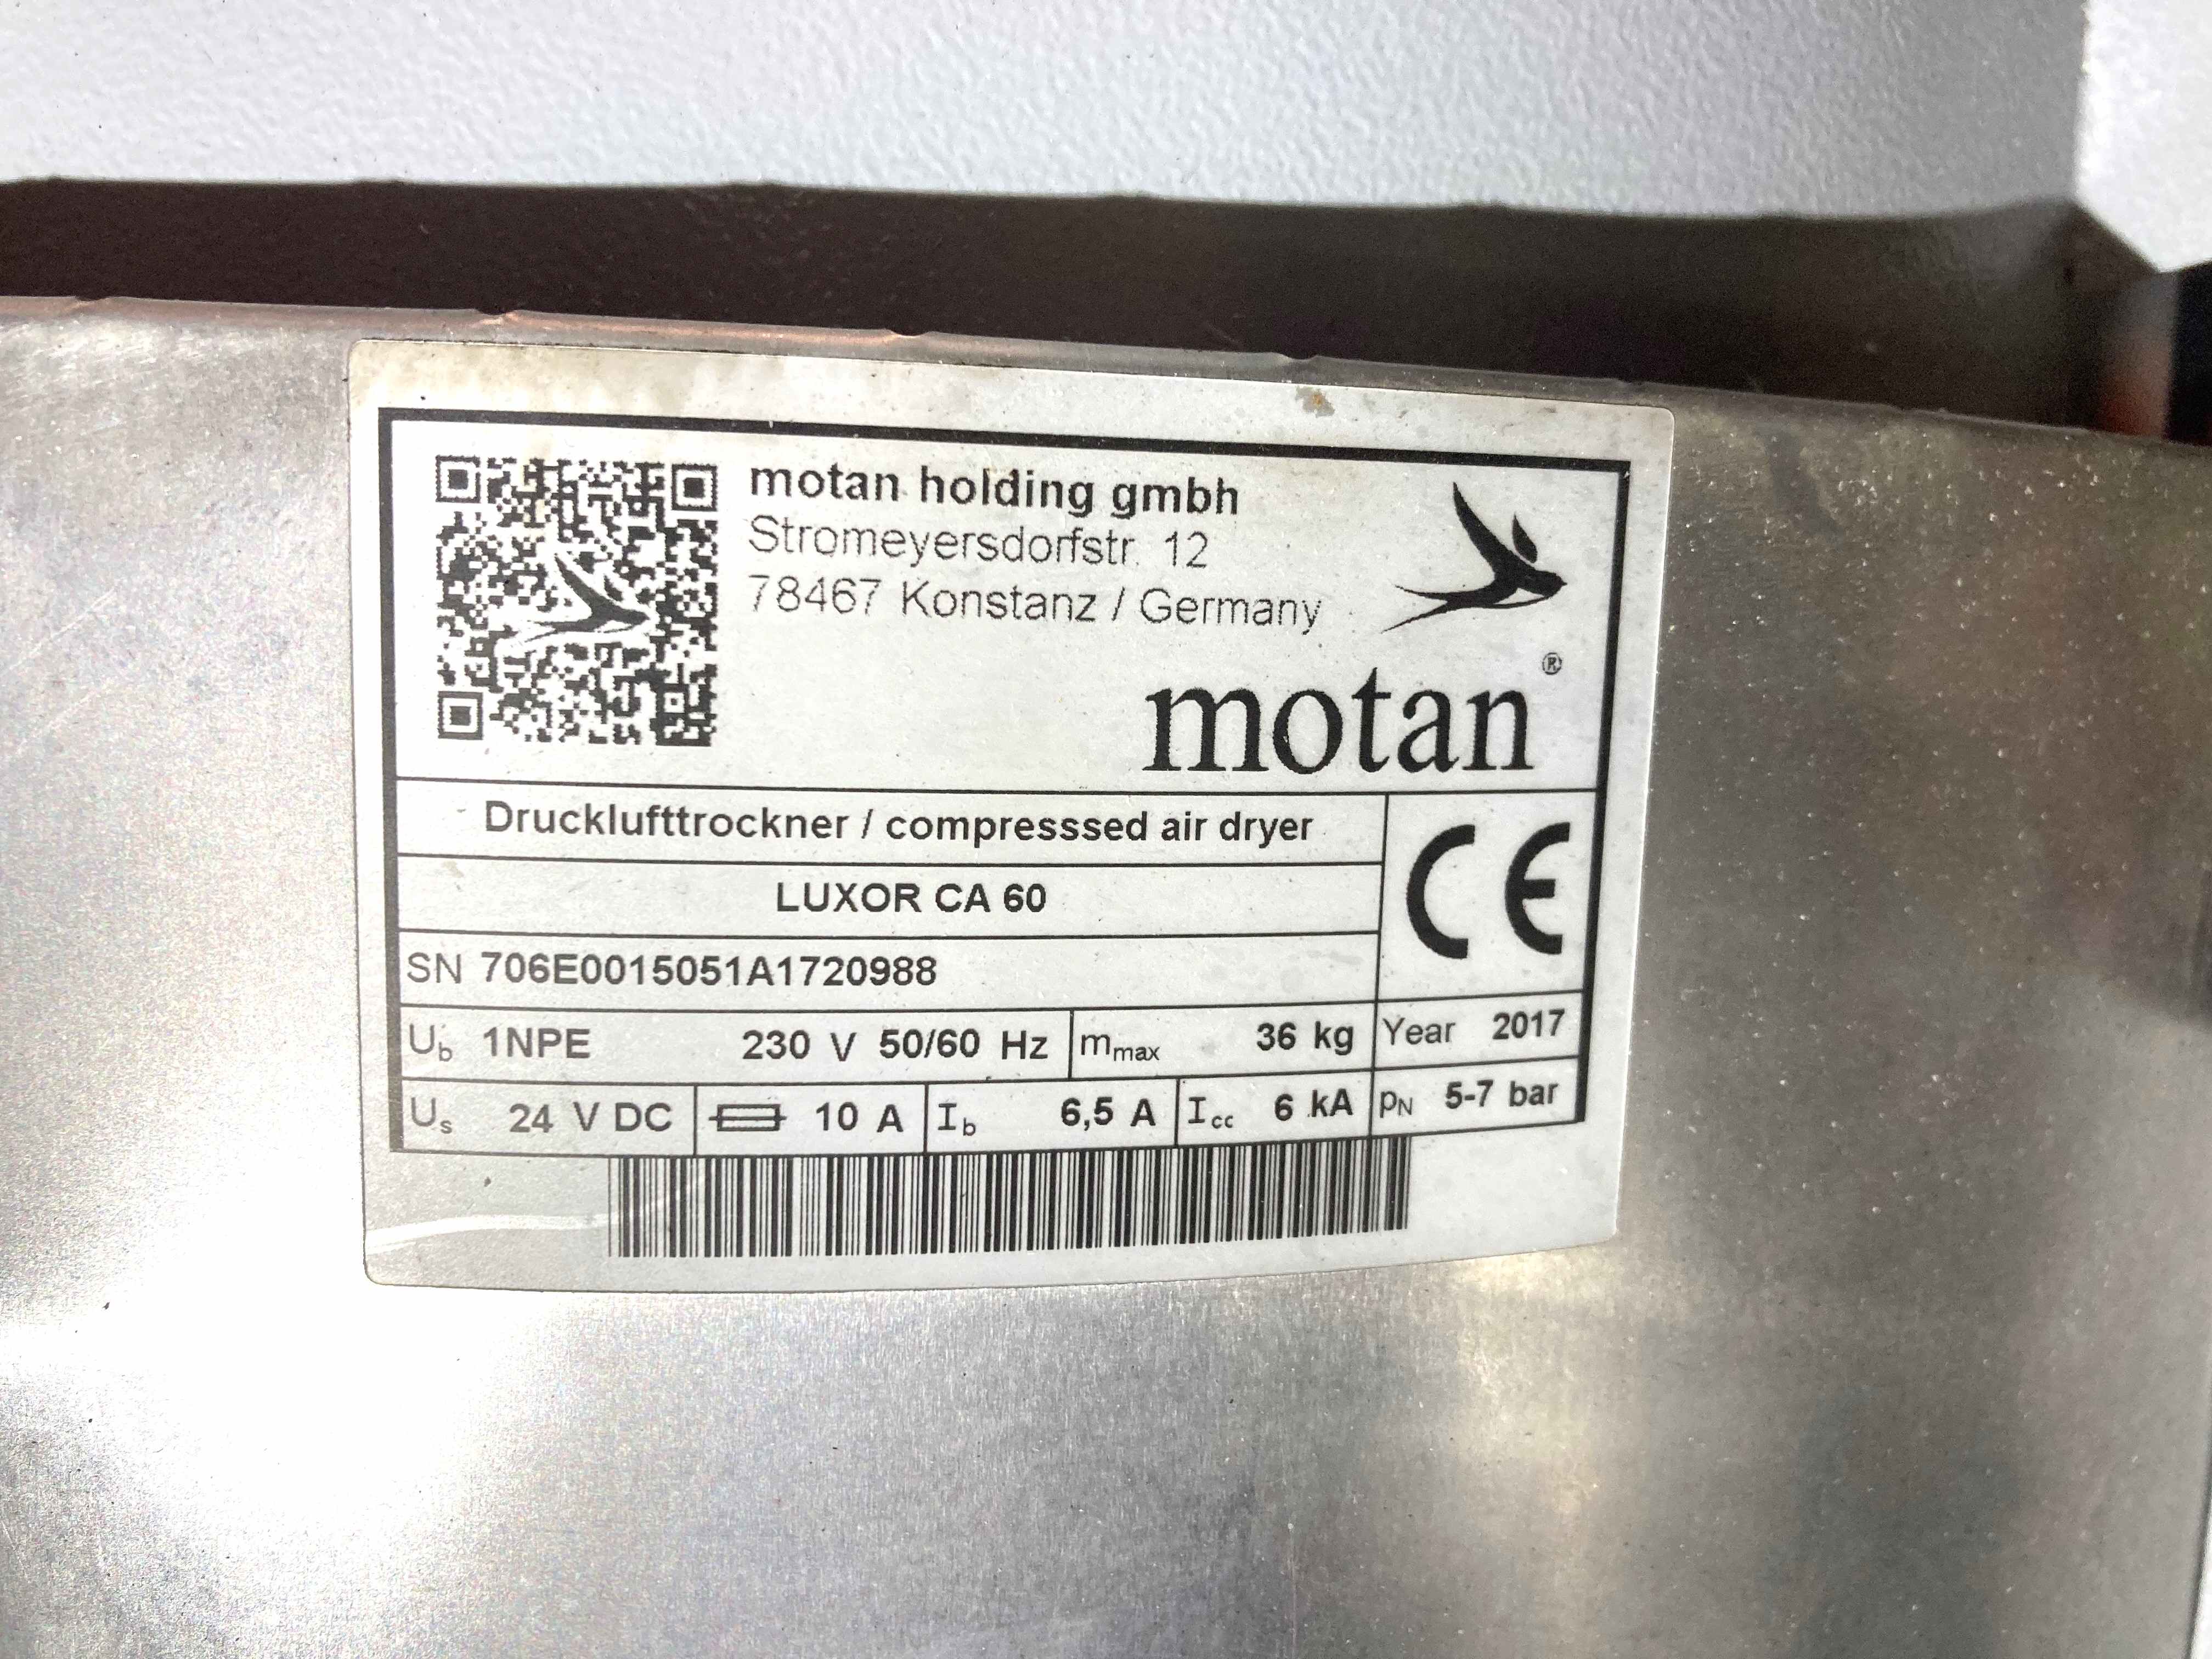 motan holding gmbh
Stromeyersdorfstr. 12
78467 Konstanz / Germany
motan®
Drucklufttrockner / compresssed air dryer
CE
LUXOR CA 60
SN 706E0015051A1720988
Ub 1NPE 230 V 50/60 Hz mmax 36 kg Year 2017
Us 24 V DC 10 A Ib 6,5 A Icc 6 kA pN 5-7 bar